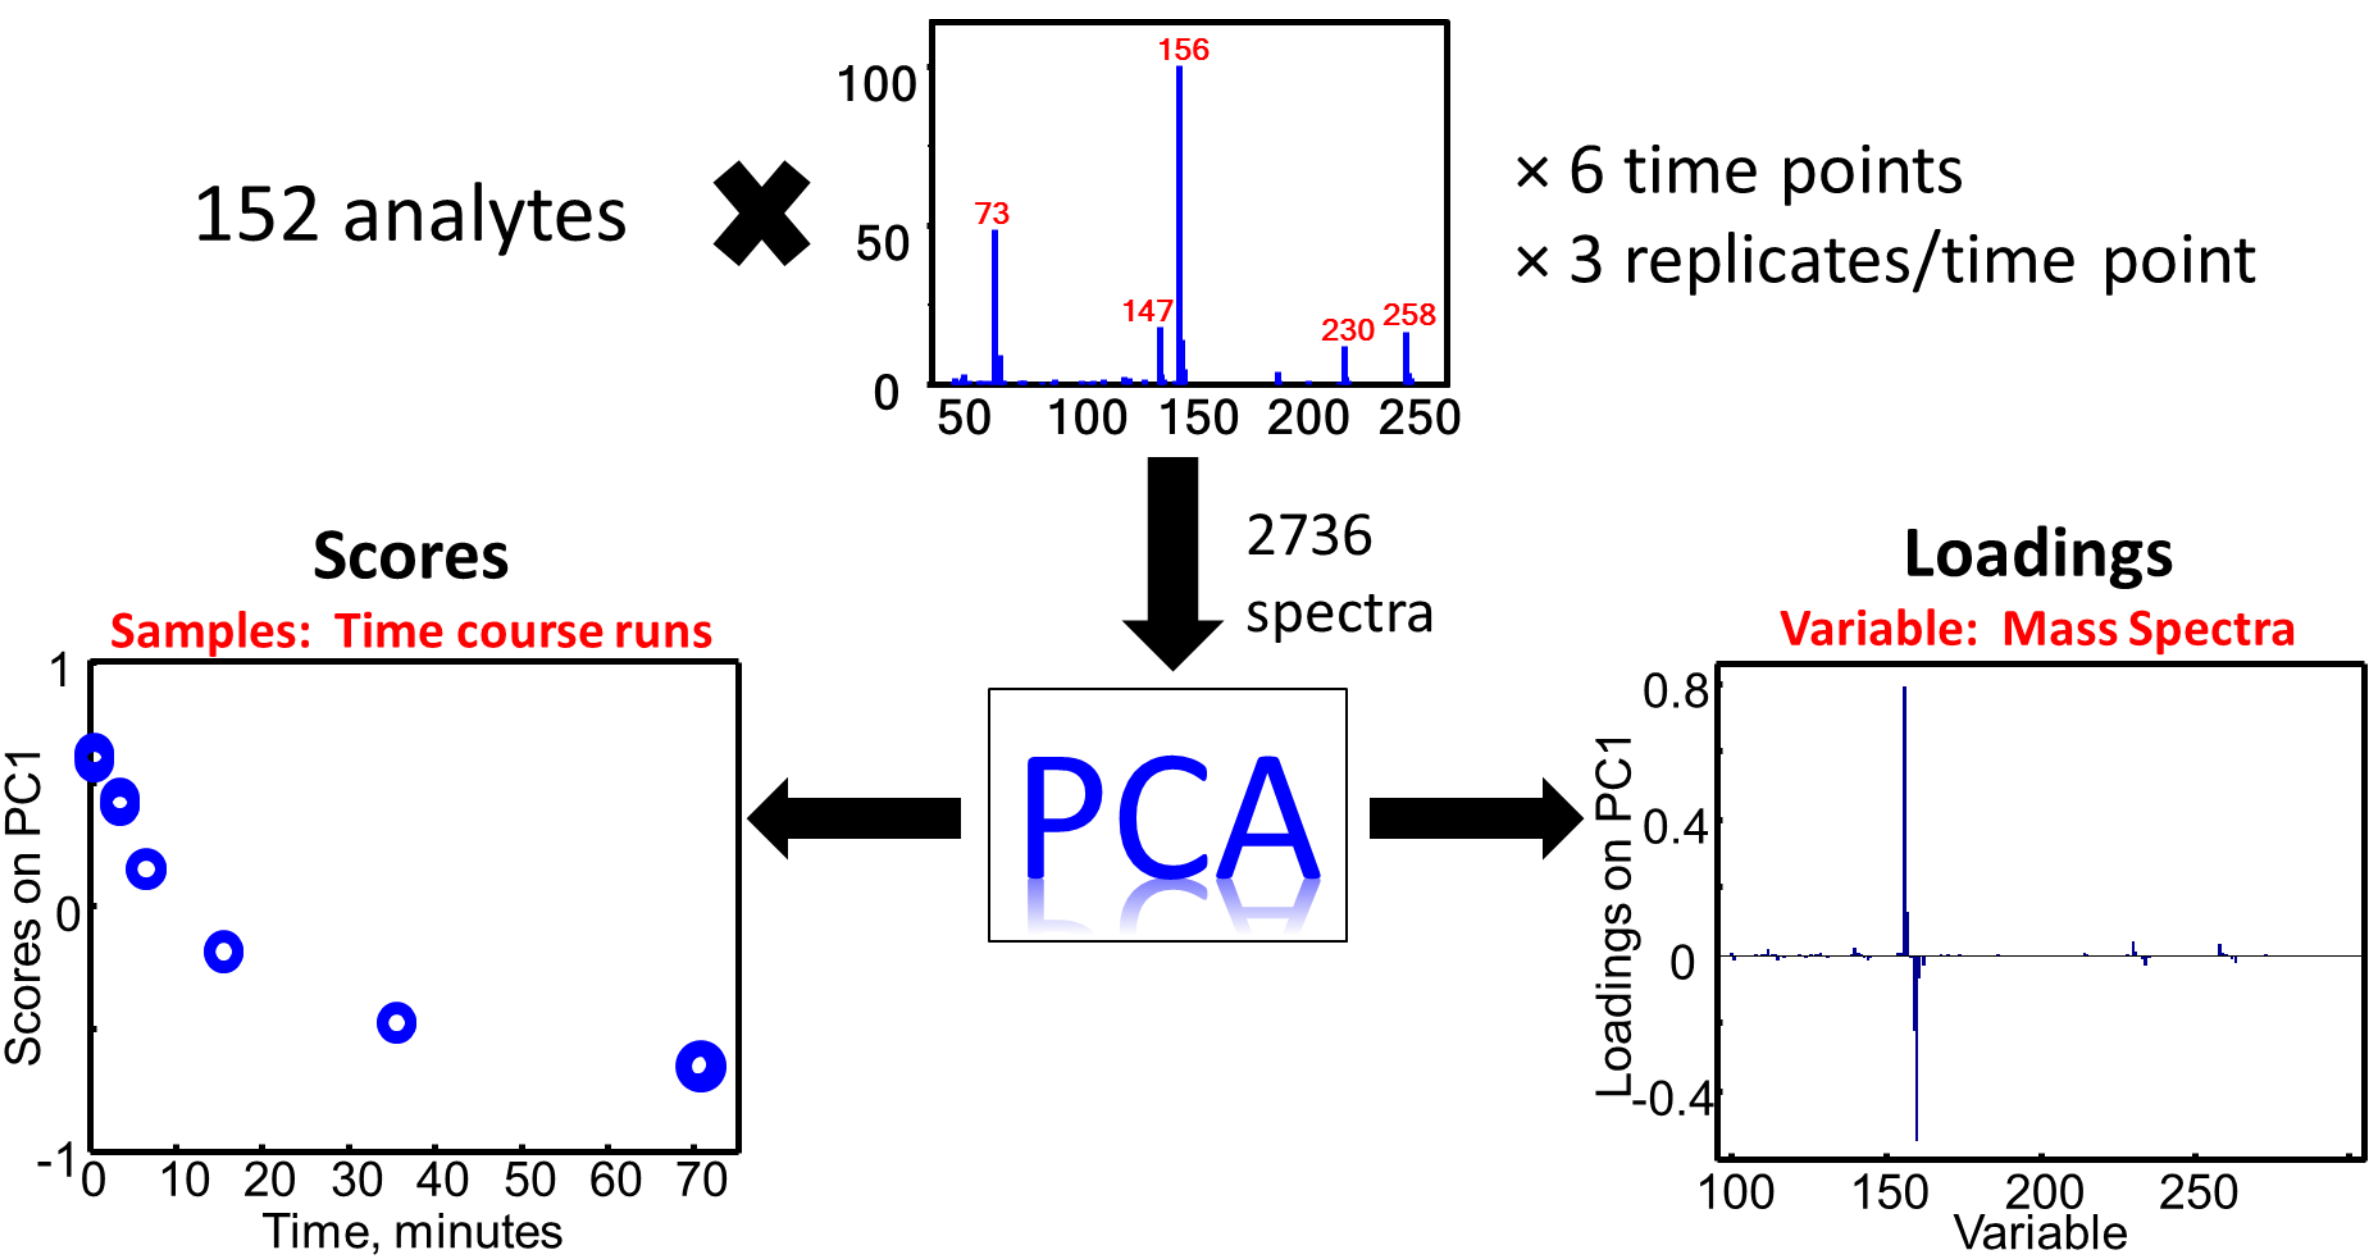 152 analytes
100
50
0
156
73
147
230
258
50 100 150 200 250
× 6 time points
× 3 replicates/time point
2736
spectra
Scores
Samples: Time course runs
Scores on PC1
1
0
-1
0 10 20 30 40 50 60 70
Time, minutes
PCA
Loadings
Variable: Mass Spectra
Loadings on PC1
0.8
0.4
0
-0.4
100 150 200 250
Variable